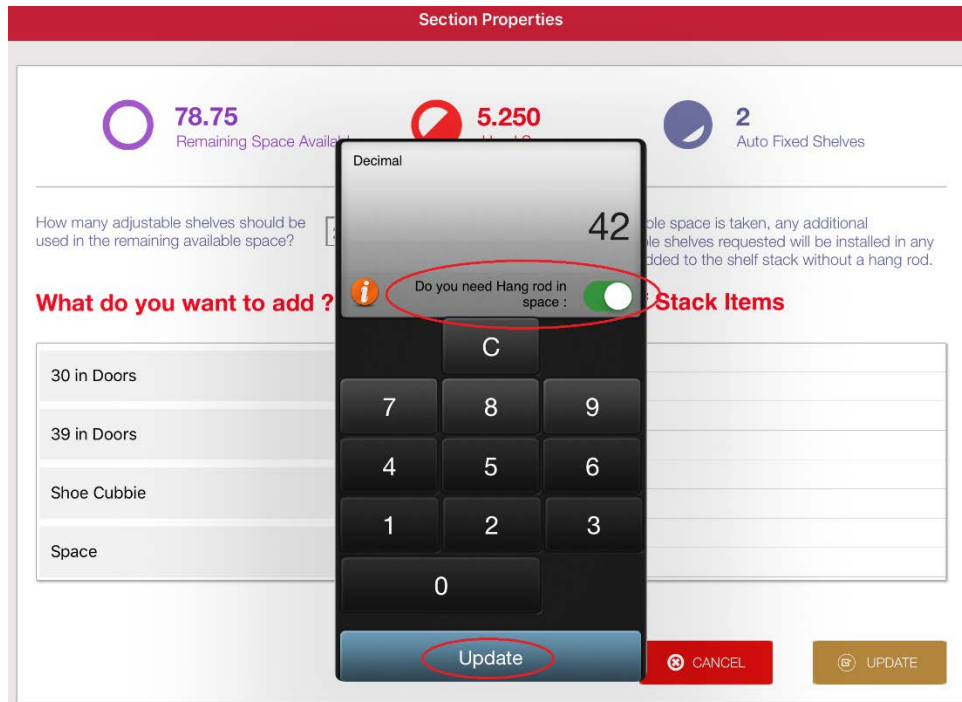 Section Properties
78.75
Remaining Space
5.250
2
Auto Fixed Shelves
Decimal
42
How many adjustable shelves should be
used in the remaining available space?
space is taken, any additional
shelves requested will be installed in any
to the shelf stack without a hang rod.
Do you need Hang rod in
space :
What do you want to add ?
Stack Items
C
30 in Doors
7 8 9
39 in Doors
4 5 6
Shoe Cubbie
1 2 3
Space
0
Update
CANCEL
UPDATE